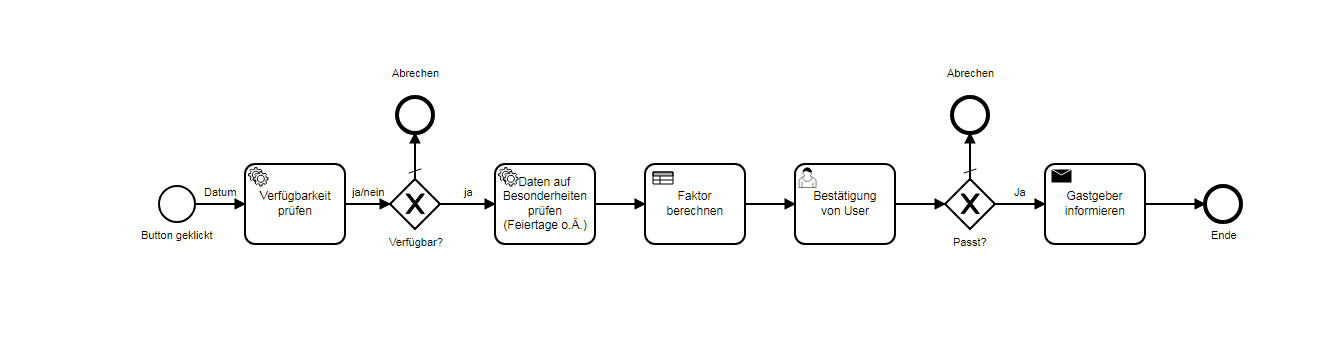 Abrechen
Abrechen
Datum
Verfügbarkeit
prüfen
ja/nein
ja
Daten auf
Besonderheiten
prüfen
(Feiertage o.Ä.)
Faktor
berechnen
Bestätigung
von User
Ja
Gastgeber
informieren
Button geklickt
Verfügbar?
Passt?
Ende